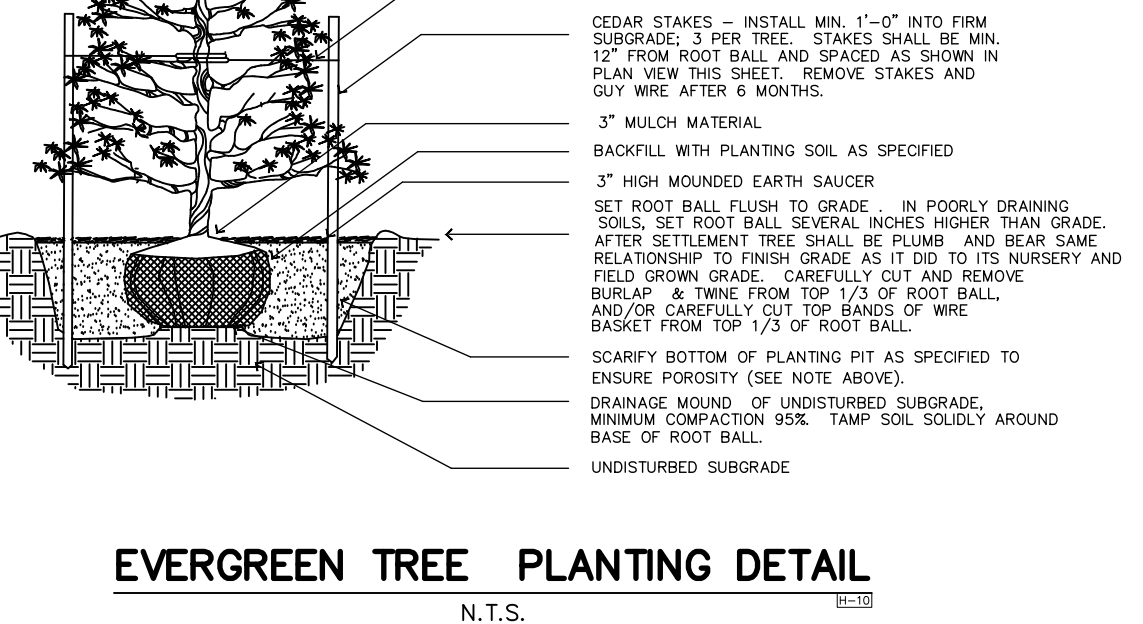 CEDAR STAKES – INSTALL MIN. 1'–0" INTO FIRM
SUBGRADE; 3 PER TREE. STAKES SHALL BE MIN.
12" FROM ROOT BALL AND SPACED AS SHOWN IN
PLAN VIEW THIS SHEET. REMOVE STAKES AND
GUY WIRE AFTER 6 MONTHS.
3" MULCH MATERIAL
BACKFILL WITH PLANTING SOIL AS SPECIFIED
3" HIGH MOUNDED EARTH SAUCER
SET ROOT BALL FLUSH TO GRADE . IN POORLY DRAINING
SOILS, SET ROOT BALL SEVERAL INCHES HIGHER THAN GRADE.
AFTER SETTLEMENT TREE SHALL BE PLUMB AND BEAR SAME
RELATIONSHIP TO FINISH GRADE AS IT DID TO ITS NURSERY AND
FIELD GROWN GRADE. CAREFULLY CUT AND REMOVE
BURLAP & TWINE FROM TOP 1/3 OF ROOT BALL,
AND/OR CAREFULLY CUT TOP BANDS OF WIRE
BASKET FROM TOP 1/3 OF ROOT BALL.
SCARIFY BOTTOM OF PLANTING PIT AS SPECIFIED TO
ENSURE POROSITY (SEE NOTE ABOVE).
DRAINAGE MOUND OF UNDISTURBED SUBGRADE,
MINIMUM COMPACTION 95%. TAMP SOIL SOLIDLY AROUND
BASE OF ROOT BALL.
UNDISTURBED SUBGRADE
EVERGREEN TREE PLANTING DETAIL
H–10
N.T.S.